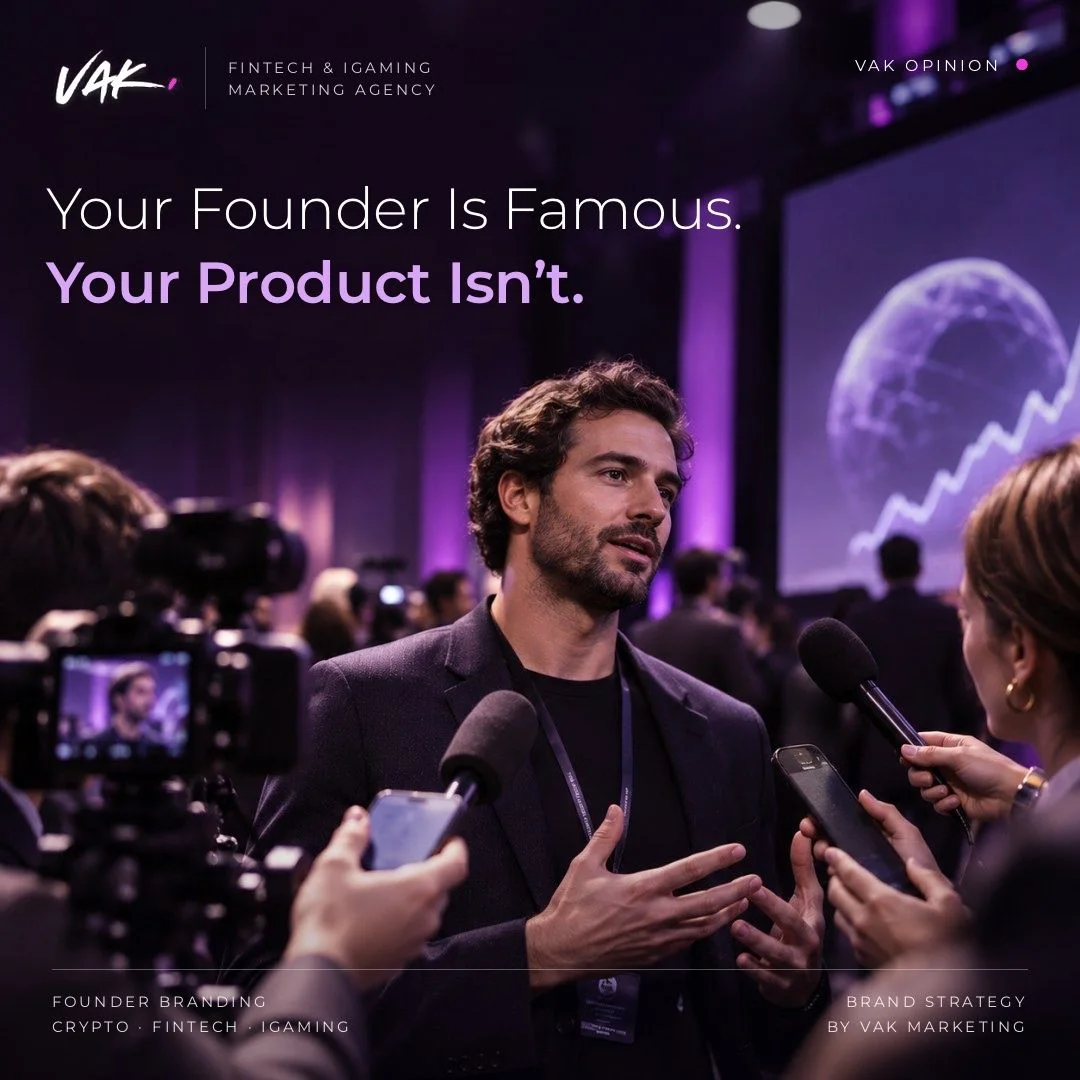 VAK
FINTECH & IGAMING
MARKETING AGENCY
VAK OPINION
Your Founder Is Famous.
Your Product Isn’t.
FOUNDER BRANDING
CRYPTO · FINTECH · IGAMING
BRAND STRATEGY
BY VAK MARKETING